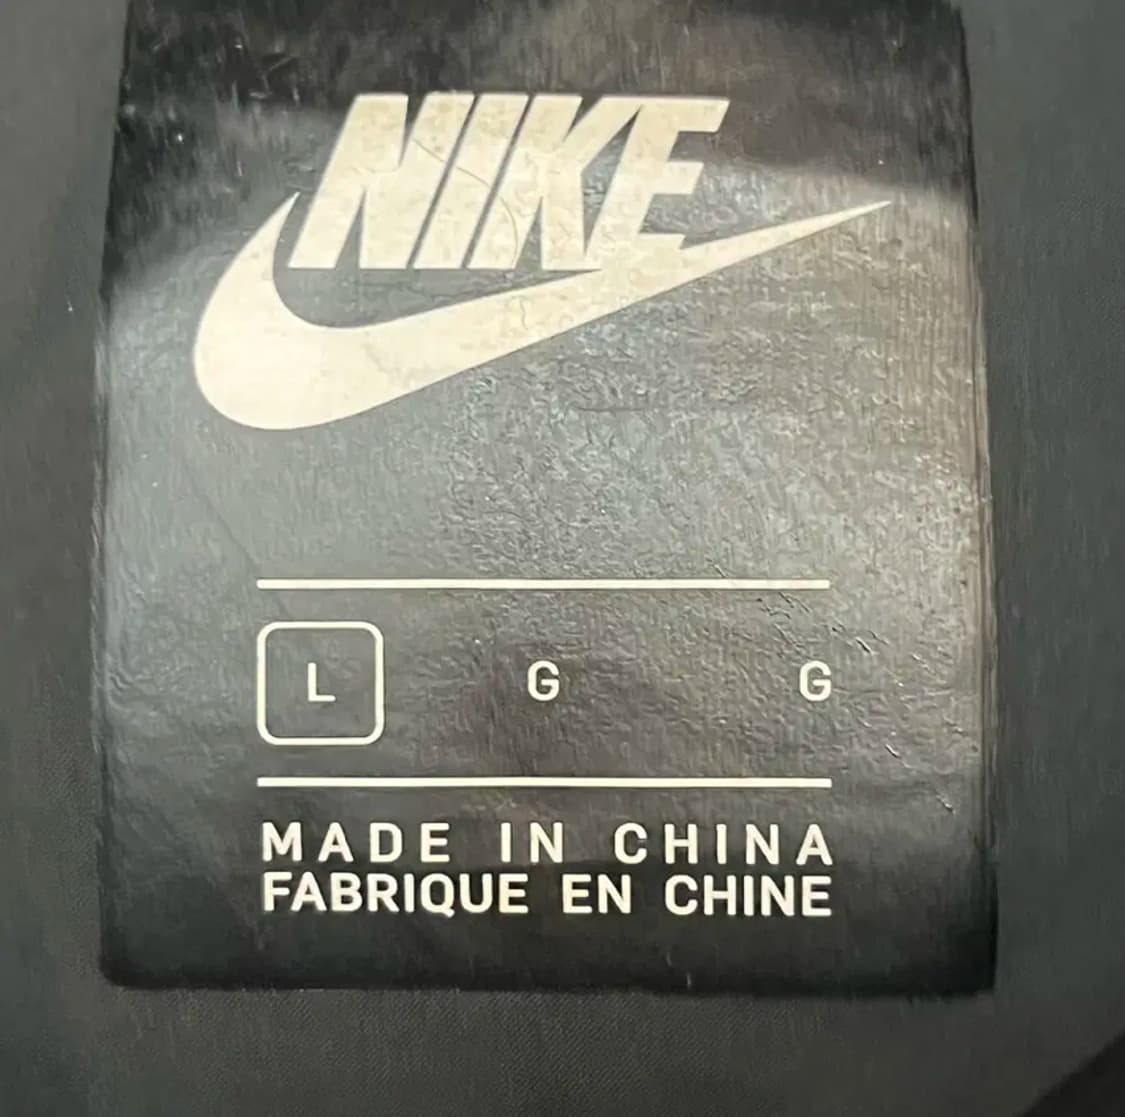 NIKE
L G G
MADE IN CHINA
FABRIQUE EN CHINE